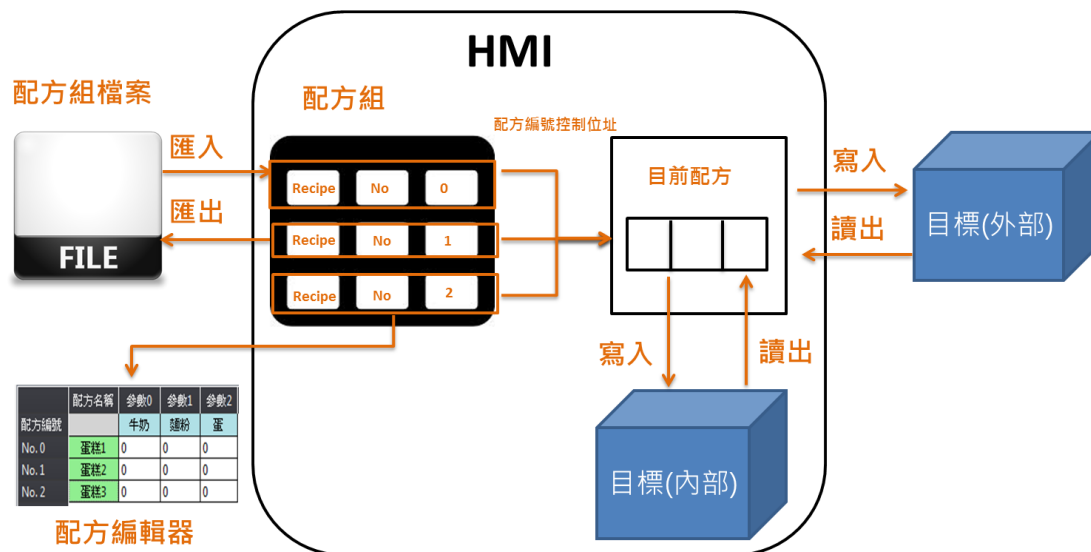 HMI
配方組檔案
配方組
配方編號控制位址
匯入
匯出
FILE
Recipe No 0
Recipe No 1
Recipe No 2
目前配方
寫入
讀出
目標(外部)
寫入
讀出
目標(內部)
配方名稱 參數0 參數1 參數2
配方編號 牛奶 麵粉 蛋
No.0 蛋糕1 0 0 0
No.1 蛋糕2 0 0 0
No.2 蛋糕3 0 0 0
配方編輯器